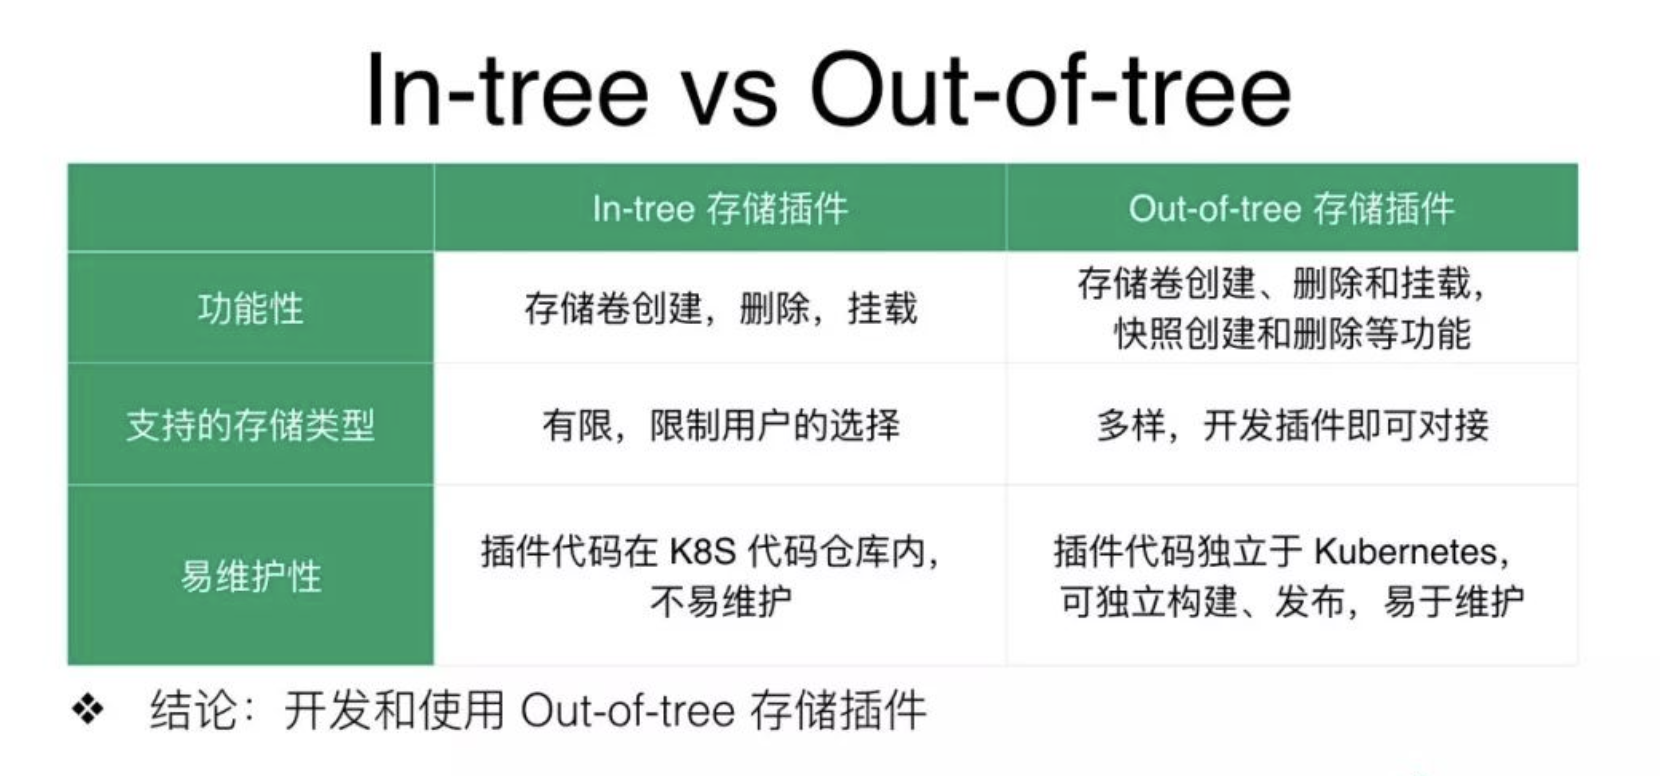 In-tree vs Out-of-tree
In-tree 存储插件
Out-of-tree 存储插件
功能性
存储卷创建，删除，挂载
存储卷创建、删除和挂载，
快照创建和删除等功能
支持的存储类型
有限，限制用户的选择
多样，开发插件即可对接
易维护性
插件代码在 K8S 代码仓库内，
不易维护
插件代码独立于 Kubernetes，
可独立构建、发布，易于维护
❖ 结论：开发和使用 Out-of-tree 存储插件